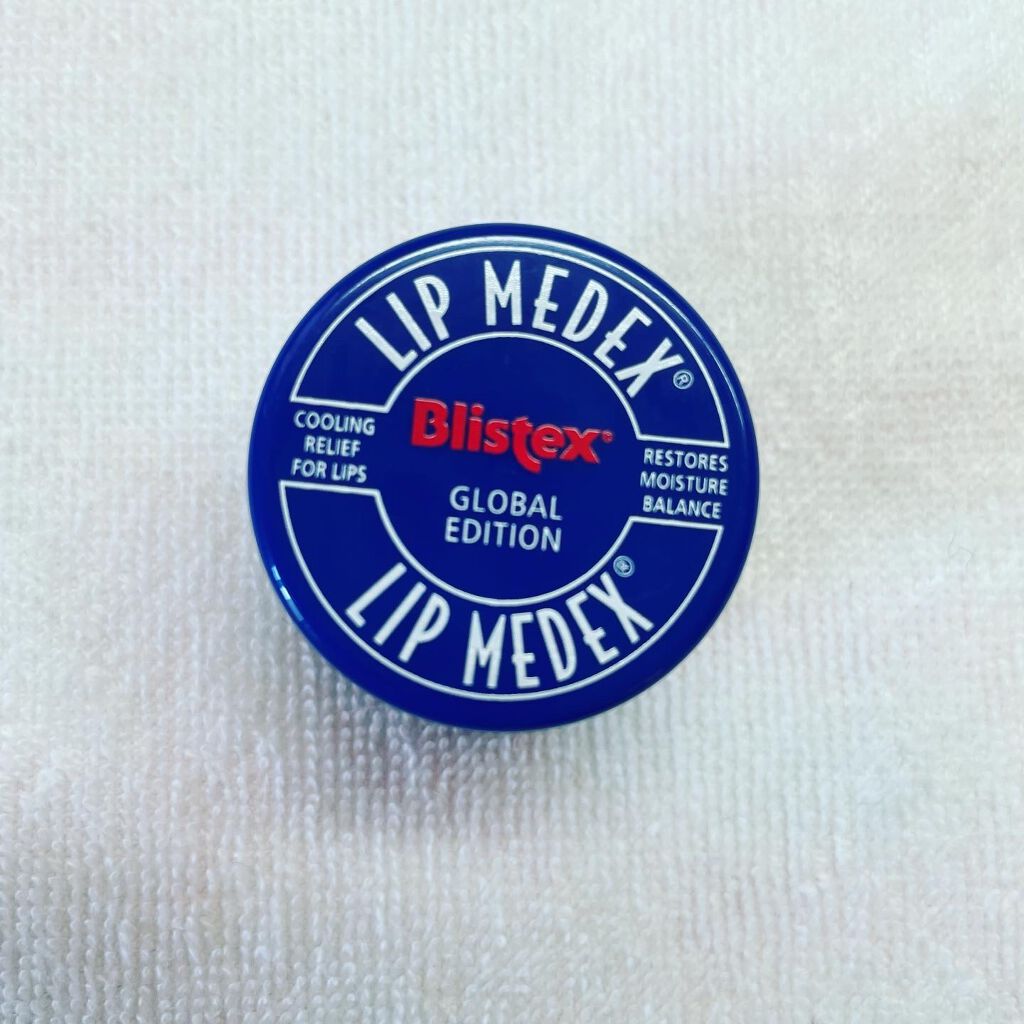 LIP MEDEX®
COOLING
RELIEF
FOR LIPS
Blistex®
GLOBAL
EDITION
RESTORES
MOISTURE
BALANCE
LIP MEDEX®